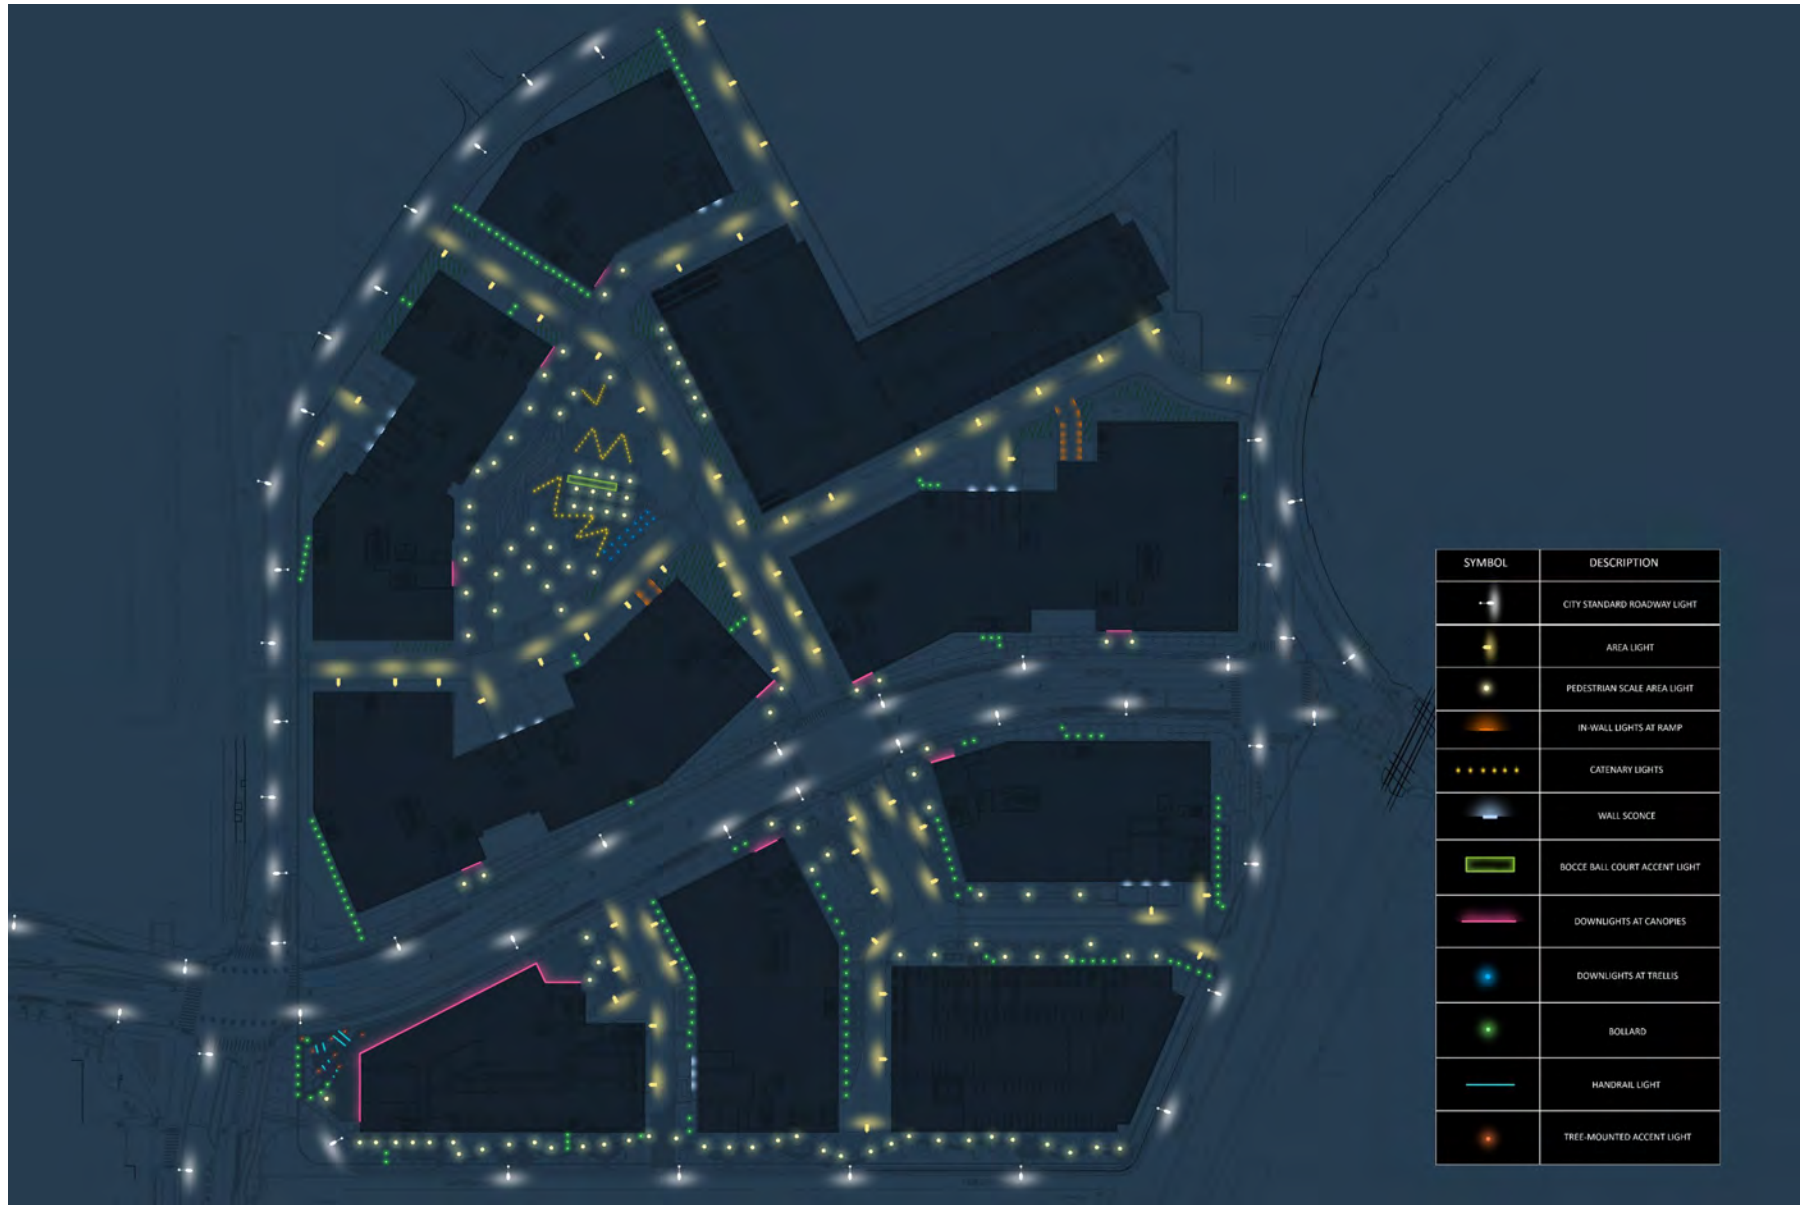 SYMBOL DESCRIPTION
CITY STANDARD ROADWAY LIGHT
AREA LIGHT
PEDESTRIAN SCALE AREA LIGHT
IN-WALL LIGHTS AT RAMP
CATENARY LIGHTS
WALL SCONCE
BOCCE BALL COURT ACCENT LIGHT
DOWNLIGHTS AT CANOPIES
DOWNLIGHTS AT TRELLIS
BOLLARD
HANDRAIL LIGHT
TREE-MOUNTED ACCENT LIGHT